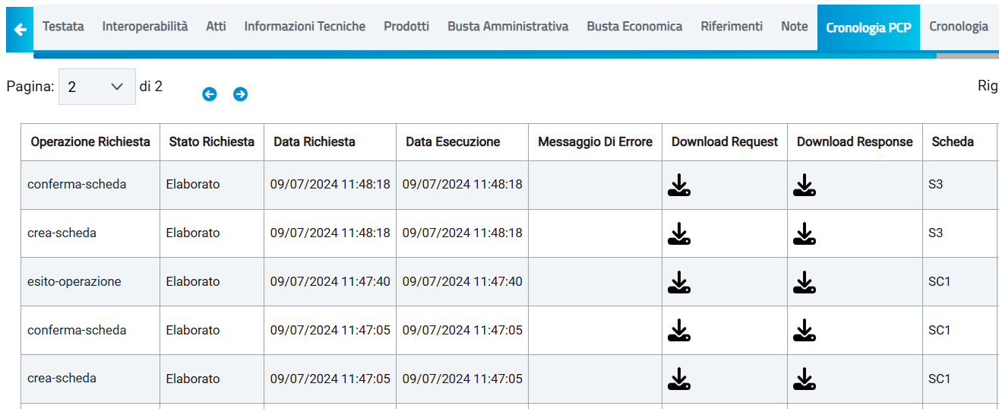 Testata Interoperabilità Atti Informazioni Tecniche Prodotti Busta Amministrativa Busta Economica Riferimenti Note Cronologia PCP Cronologia
Pagina: 2 di 2 Rig
Operazione Richiesta Stato Richiesta Data Richiesta Data Esecuzione Messaggio Di Errore Download Request Download Response Scheda
conferma-scheda Elaborato 09/07/2024 11:48:18 09/07/2024 11:48:18 S3
crea-scheda Elaborato 09/07/2024 11:48:18 09/07/2024 11:48:18 S3
esito-operazione Elaborato 09/07/2024 11:47:40 09/07/2024 11:47:40 SC1
conferma-scheda Elaborato 09/07/2024 11:47:05 09/07/2024 11:47:05 SC1
crea-scheda Elaborato 09/07/2024 11:47:05 09/07/2024 11:47:05 SC1